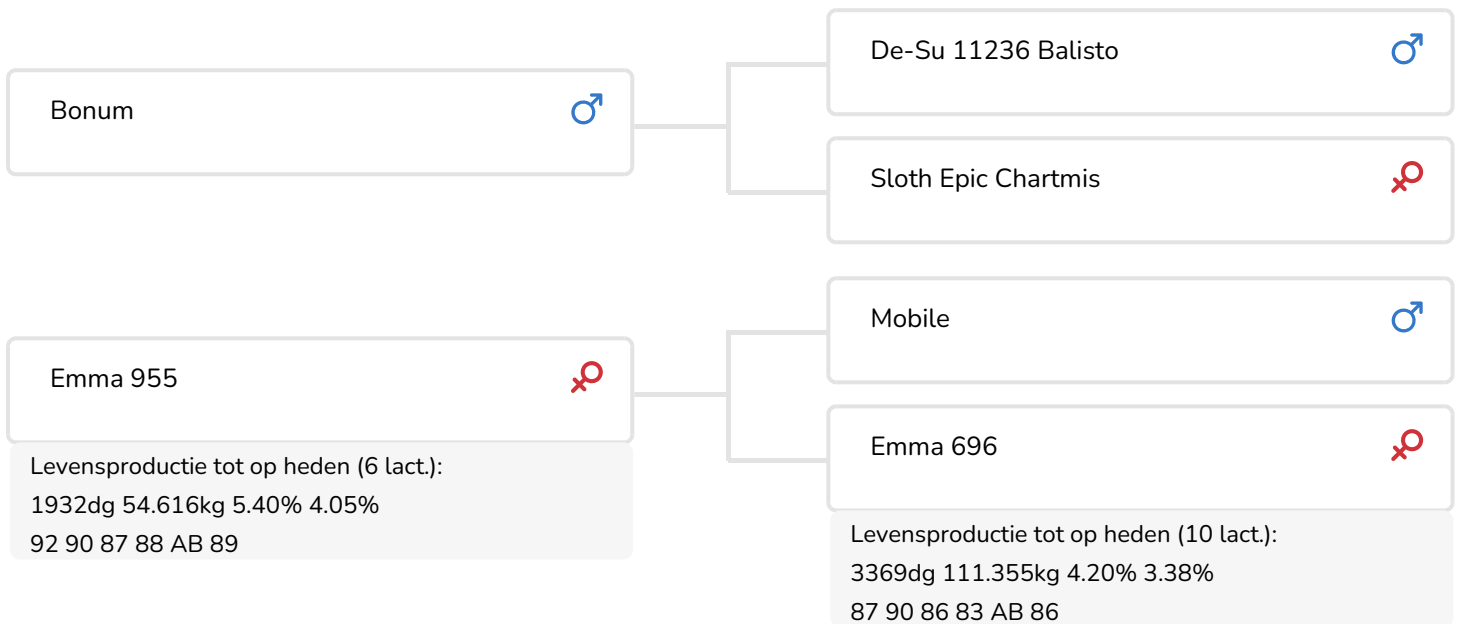 De-Su 11236 Balisto
Bonum
Sloth Epic Chartmis
Mobile
Emma 955
Emma 696
Levensproductie tot op heden (6 lact.):
1932dg 54.616kg 5.40% 4.05%
92 90 87 88 AB 89
Levensproductie tot op heden (10 lact.):
3369dg 111.355kg 4.20% 3.38%
87 90 86 83 AB 86